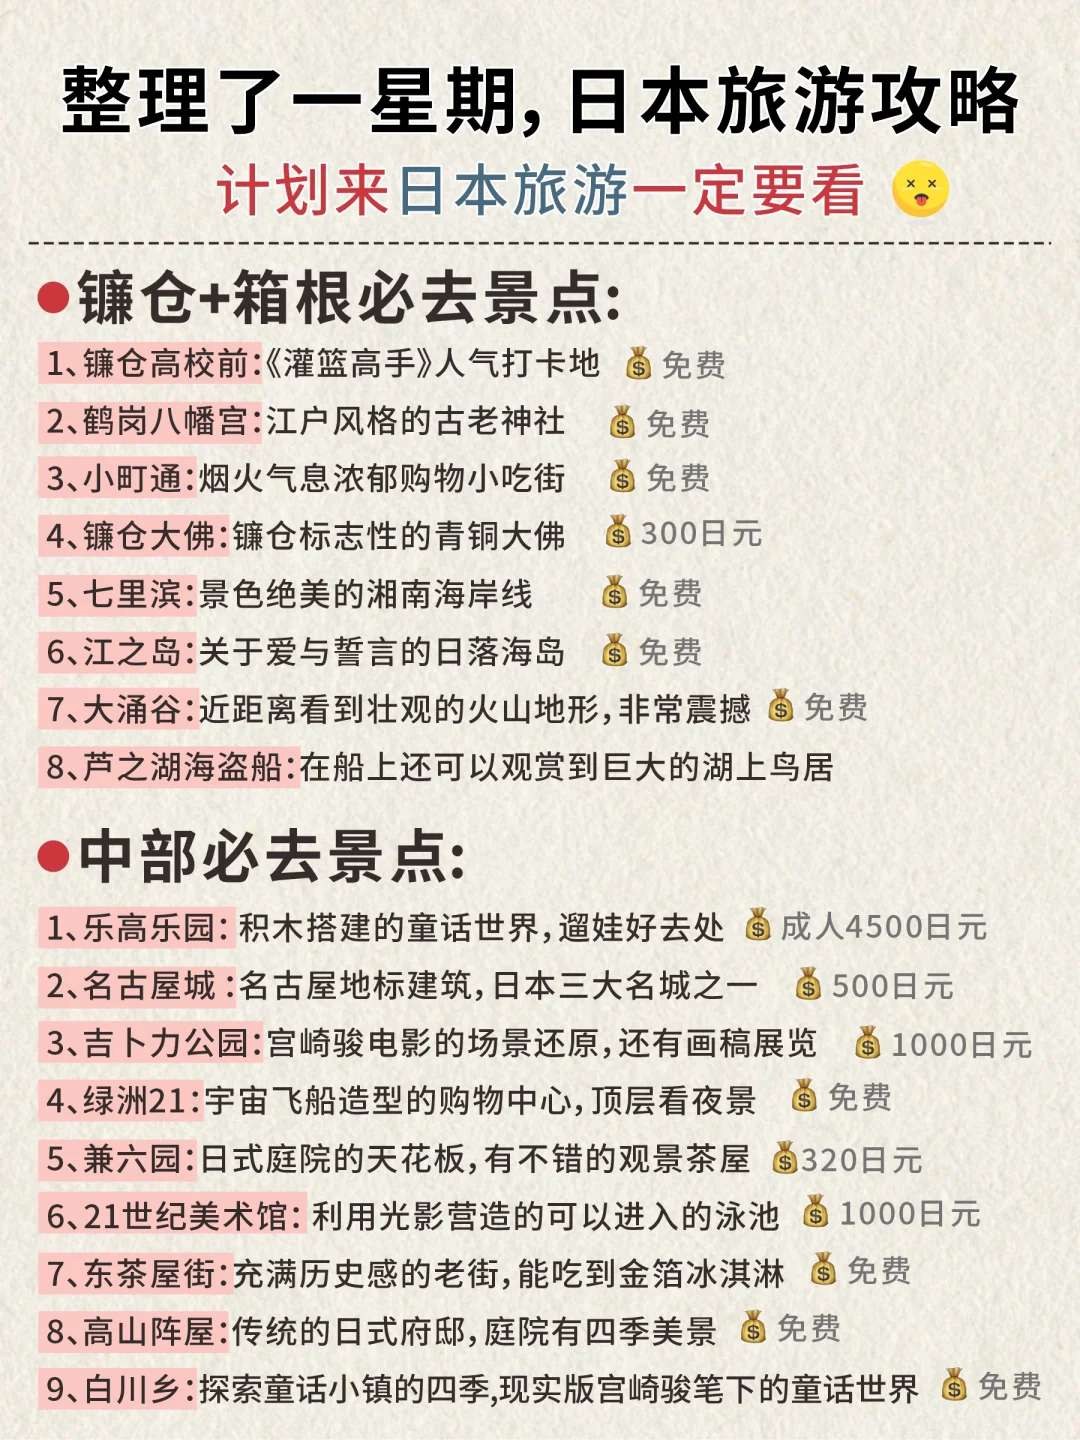 整理了一星期,日本旅游攻略
计划来日本旅游一定要看
镰仓+箱根必去景点:
1、镰仓高校前:《灌篮高手》人气打卡地 免费
2、鹤岗八幡宫:江户风格的古老神社 免费
3、小町通:烟火气息浓郁购物小吃街 免费
4、镰仓大佛:镰仓标志性的青铜大佛 300日元
5、七里滨:景色绝美的湘南海岸线 免费
6、江之岛:关于爱与誓言的日落海岛 免费
7、大涌谷:近距离看到壮观的火山地形,非常震撼 免费
8、芦之湖海盗船:在船上还可以观赏到巨大的湖上鸟居
中部必去景点:
1、乐高乐园:积木搭建的童话世界,遛娃好去处 成人4500日元
2、名古屋城:名古屋地标建筑,日本三大名城之一 500日元
3、吉卜力公园:宫崎骏电影的场景还原,还有画稿展览 1000日元
4、绿洲21:宇宙飞船造型的购物中心,顶层看夜景 免费
5、兼六园:日式庭院的天花板,有不错的观景茶屋 320日元
6、21世纪美术馆:利用光影营造的可以进入的泳池 1000日元
7、东茶屋街:充满历史感的老街,能吃到金箔冰淇淋 免费
8、高山阵屋:传统的日式府邸,庭院有四季美景 免费
9、白川乡:探索童话小镇的四季,现实版宫崎骏笔下的童话世界 免费